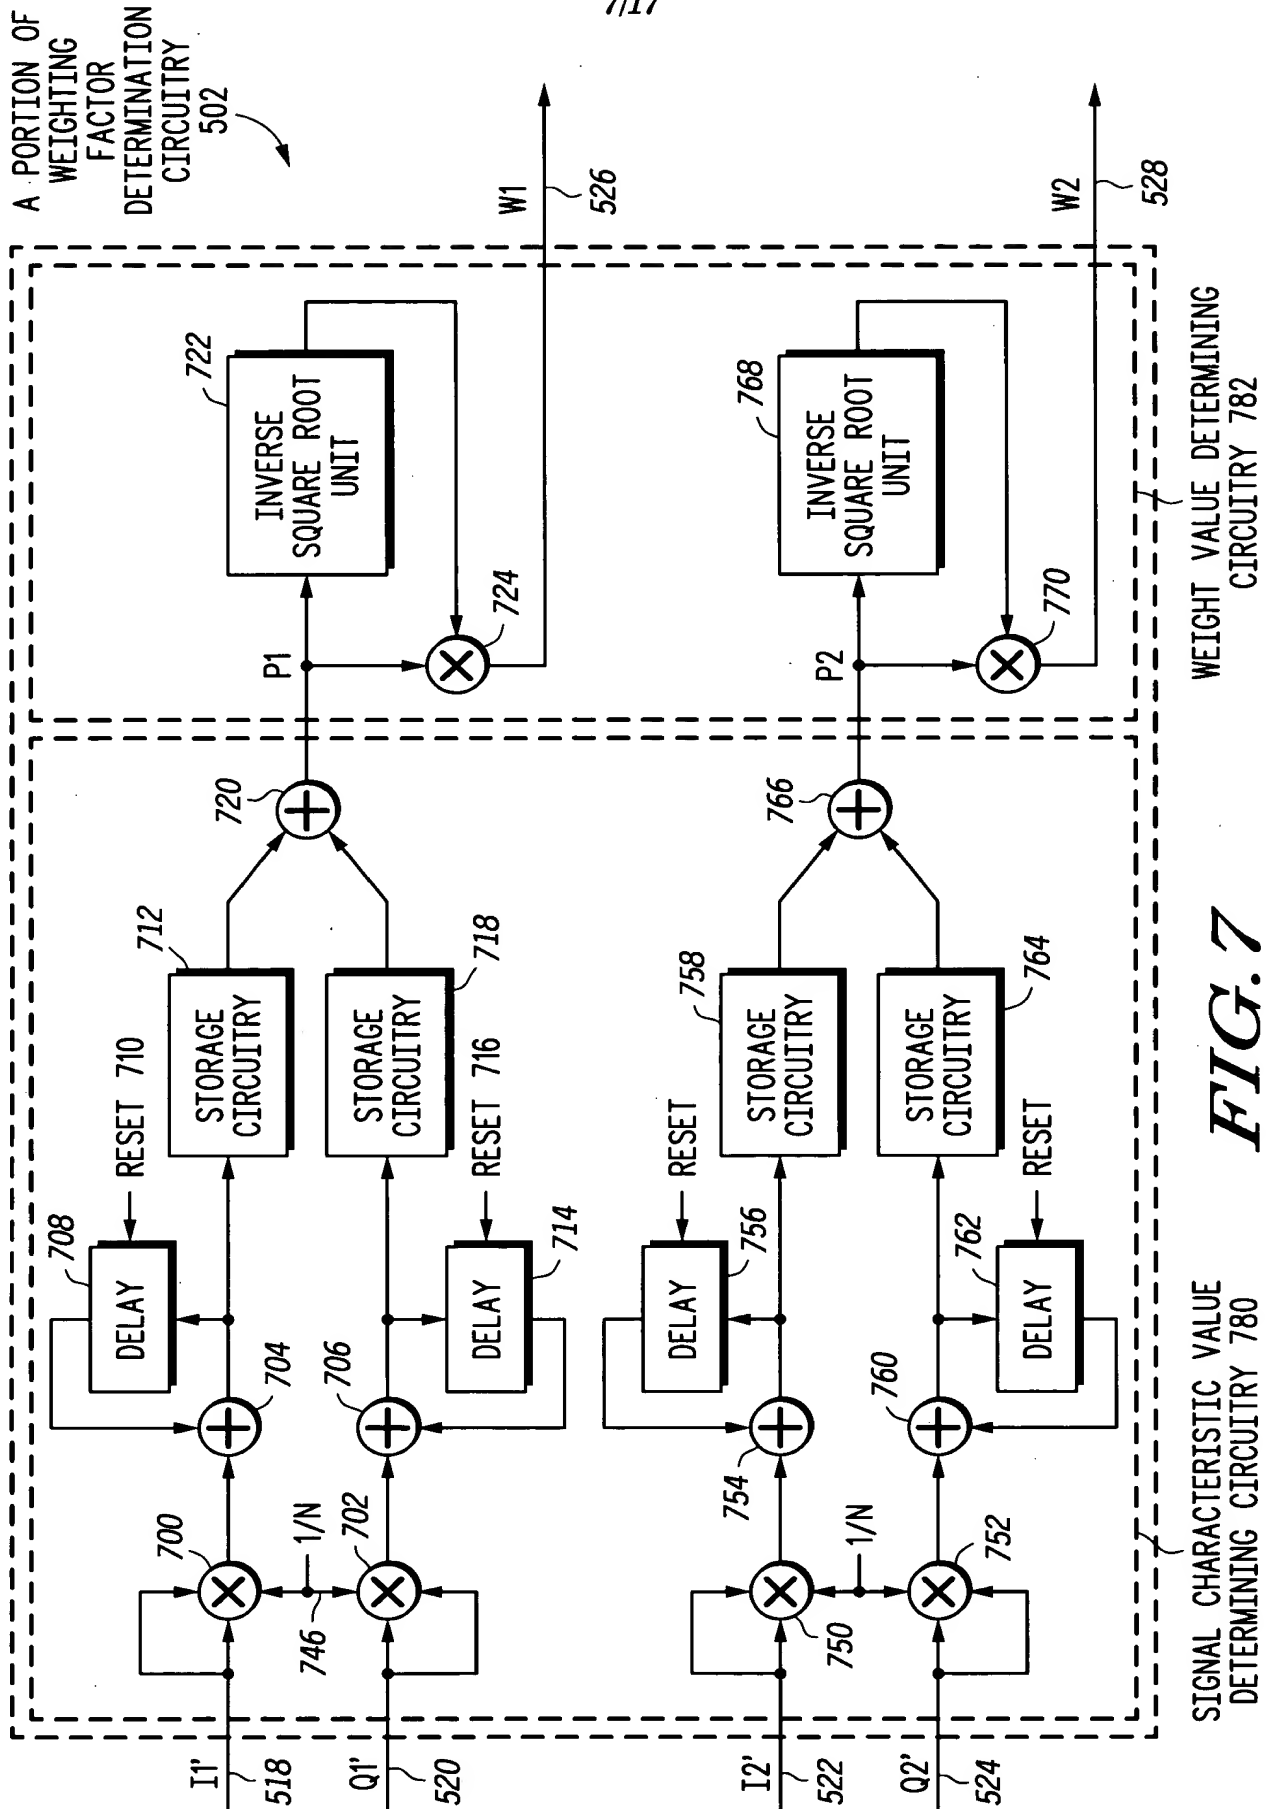 7/17
A PORTION OF
WEIGHTING
FACTOR
DETERMINATION
CIRCUITRY
502
I1'
518
Q1'
520
700
1/N
746
702
704
706
708
DELAY
RESET 710
714
DELAY
RESET 716
712
STORAGE
CIRCUITRY
718
STORAGE
CIRCUITRY
720
P1
722
INVERSE
SQUARE ROOT
UNIT
724
W1
526
I2'
522
Q2'
524
750
1/N
752
754
760
756
DELAY
RESET
762
DELAY
RESET
758
STORAGE
CIRCUITRY
764
STORAGE
CIRCUITRY
766
P2
768
INVERSE
SQUARE ROOT
UNIT
770
W2
528
SIGNAL CHARACTERISTIC VALUE
DETERMINING CIRCUITRY 780
WEIGHT VALUE DETERMINING
CIRCUITRY 782
FIG.7